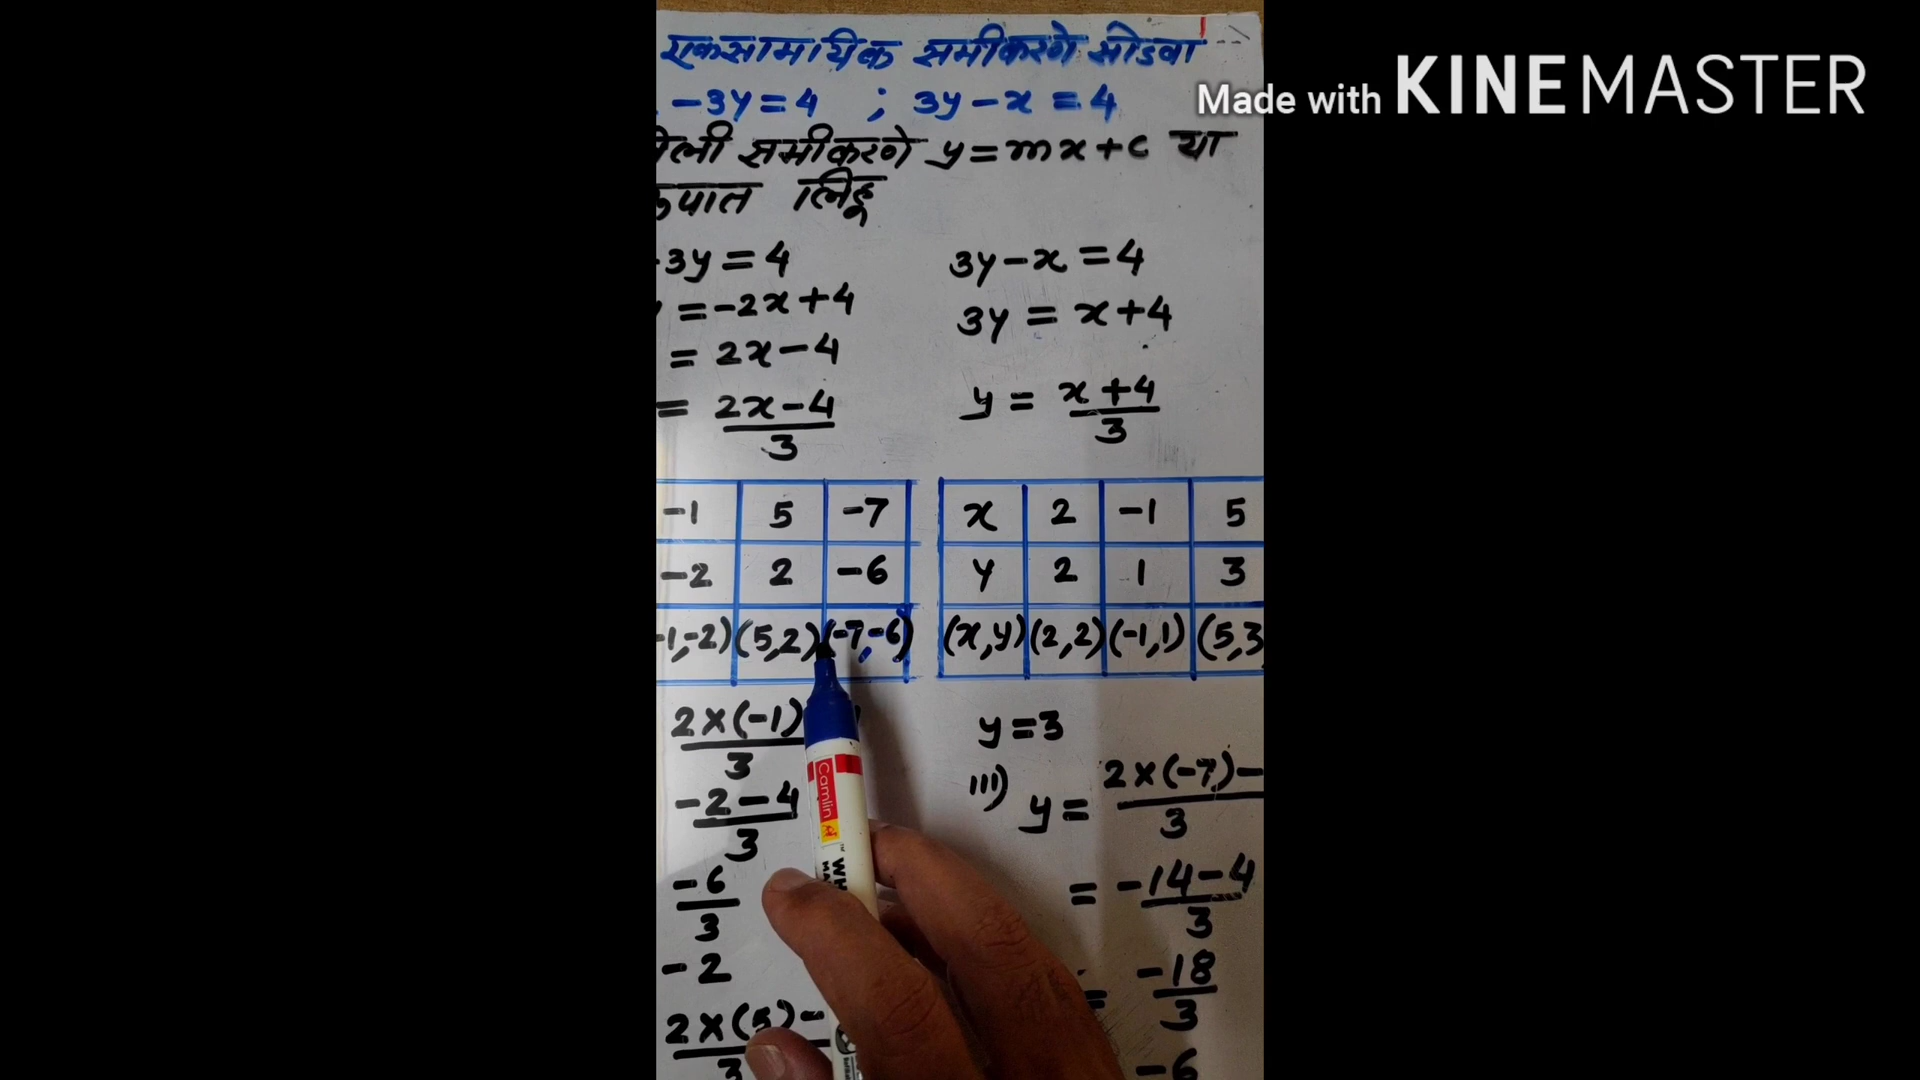 एकसामायिक समीकरणे सोडवा
-3y=4 ; 3y-x=4
समीकरणे y=mx+c या
लिहू
-3y=4
=-2x+4
= 2x-4
= 2x-4
3
3y-x=4
3y = x+4
y = x+4
3
-1 5 -7
-2 2 -6
-1,-2) (5,2) (-7,-6)
x 2 -1 5
y 2 1 3
(x,y) (2,2) (-1,1) (5,3
2×(-1)
3
-2-4
3
-6
3
-2
2×(5)-
3
y=3
iii) y= 2×(-7)-
3
= -14-4
3
= -18
3
-6
Camlin
Made with KINEMASTER